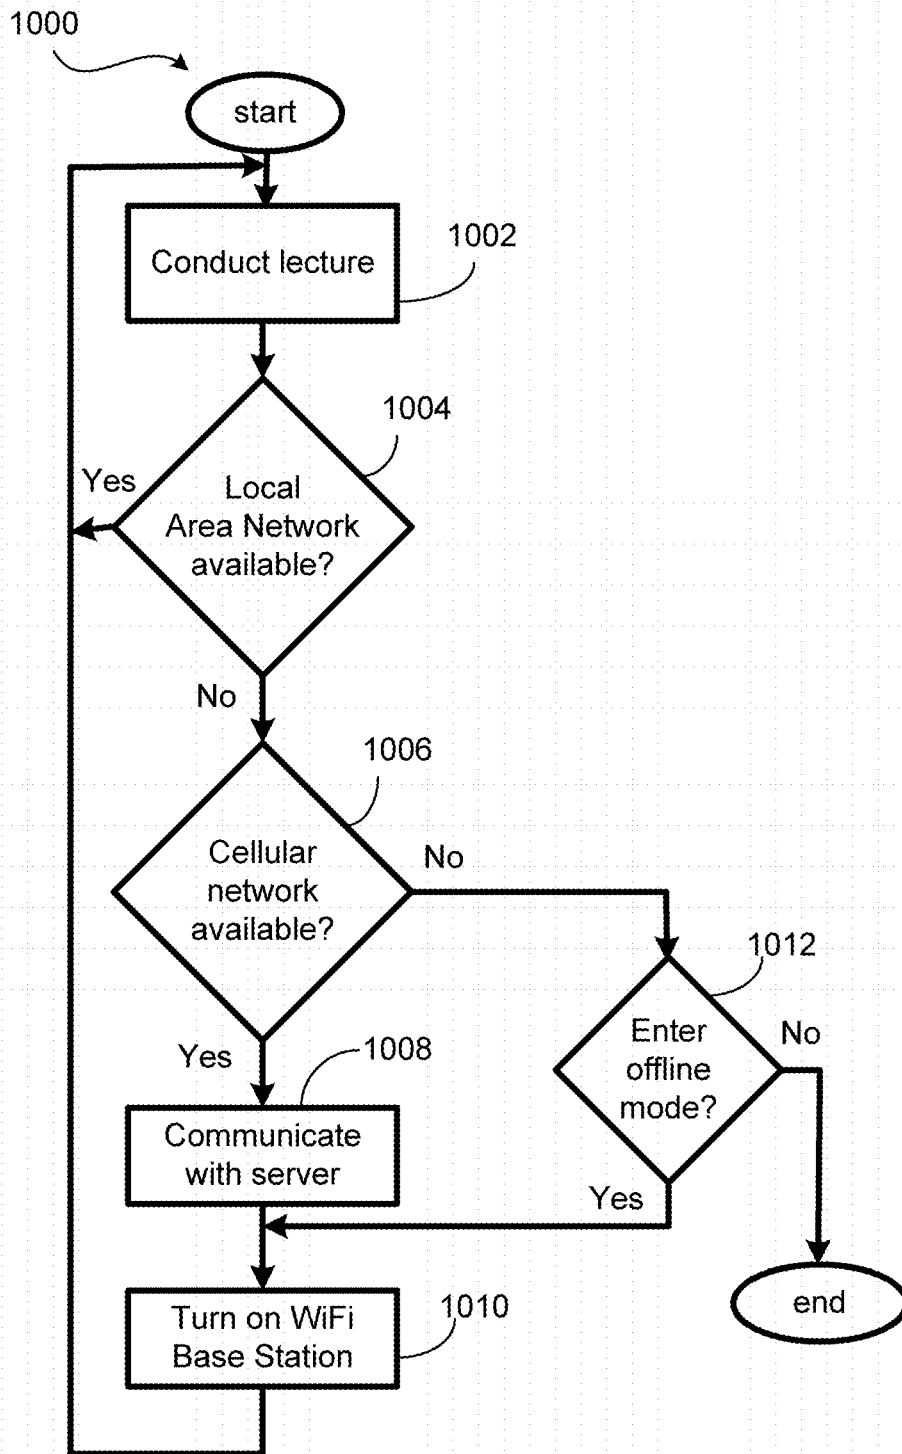 1000
start
1002
Conduct lecture
1004
Yes
Local
Area Network
available?
No
1006
Cellular
network
available?
No
1012
Enter
offline
mode?
No
Yes
1008
Communicate
with server
Yes
Turn on WiFi
Base Station
1010
end